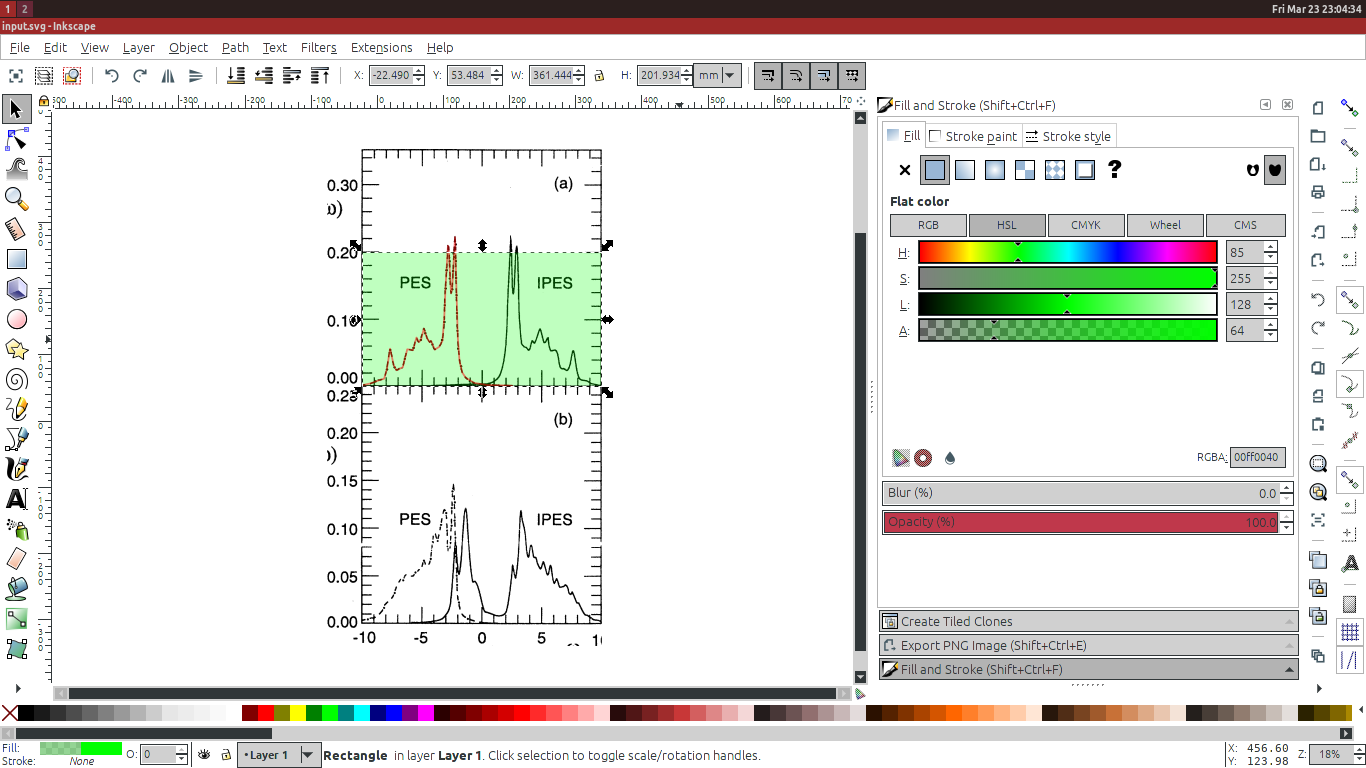 1 2 Fri Mar 23 23:04:34
input.svg - Inkscape
File Edit View Layer Object Path Text Filters Extensions Help
X: -22.490 Y: 53.484 W: 361.444 H: 201.934 mm
Fill and Stroke (Shift+Ctrl+F)
Fill Stroke paint Stroke style
?
Flat color
RGB HSL CMYK Wheel CMS
H: 85
S: 255
L: 128
A: 64
RGBA: 00ff0040
Blur (%) 0.0
Opacity (%) 100.0
Create Tiled Clones
Export PNG Image (Shift+Ctrl+E)
Fill and Stroke (Shift+Ctrl+F)
-400 -300 -200 -100 0 100 200 300 400 500 600
0.30 (a)
0.20
PES IPES
0.10
0.00
0.25
0.20 (b)
0.15
PES IPES
0.10
0.05
0.00
-10 -5 0 5
Fill:
Stroke: None
O: 0
Layer 1
Rectangle in layer Layer 1. Click selection to toggle scale/rotation handles.
X: 456.60
Y: 123.98
Z: 18%